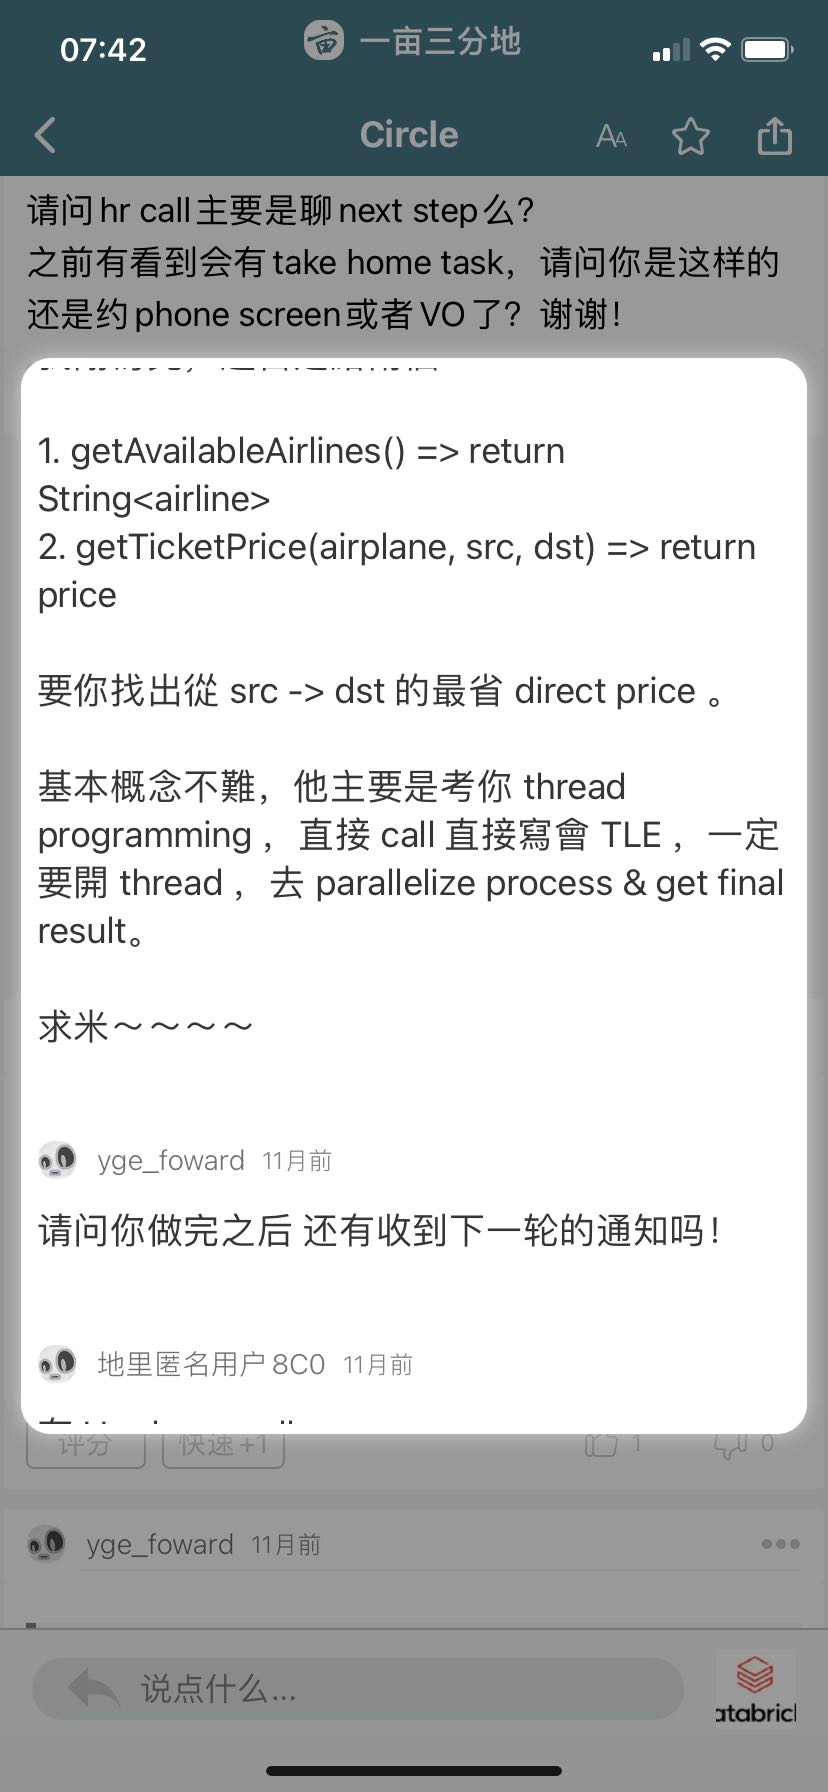 07:42
亩 一亩三分地
Circle
AA
请问hr call主要是聊next step么?
之前有看到会有take home task，请问你是这样的
还是约phone screen或者VO了？谢谢！
1. getAvailableAirlines() => return
String<airline>
2. getTicketPrice(airplane, src, dst) => return
price
要你找出從 src -> dst 的最省 direct price 。
基本概念不難，他主要是考你 thread
programming ，直接 call 直接寫會 TLE ，一定
要開 thread ，去 parallelize process & get final
result。
求米～～～～
yge_foward 11月前
请问你做完之后 还有收到下一轮的通知吗！
地里匿名用户8C0 11月前
评分 快速+1 1 0
yge_foward 11月前
说点什么...
atabric